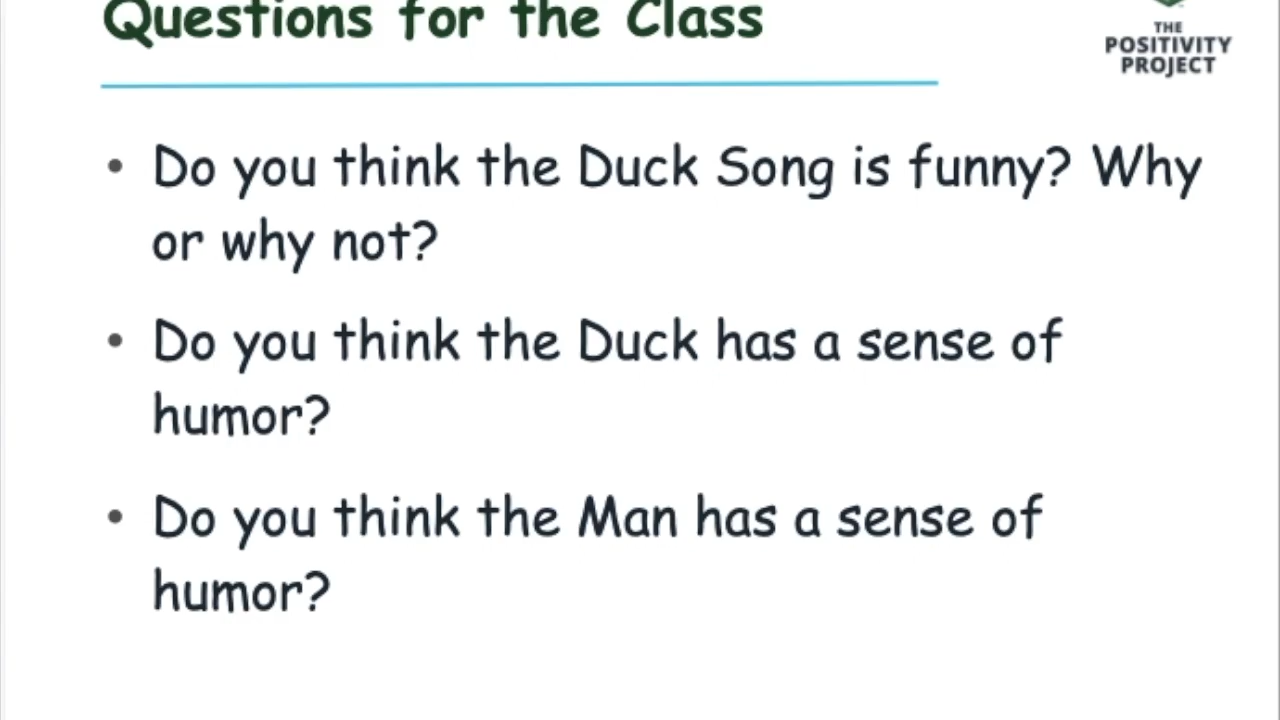 Questions for the Class
THE
POSITIVITY
PROJECT
• Do you think the Duck Song is funny? Why
or why not?
• Do you think the Duck has a sense of
humor?
• Do you think the Man has a sense of
humor?